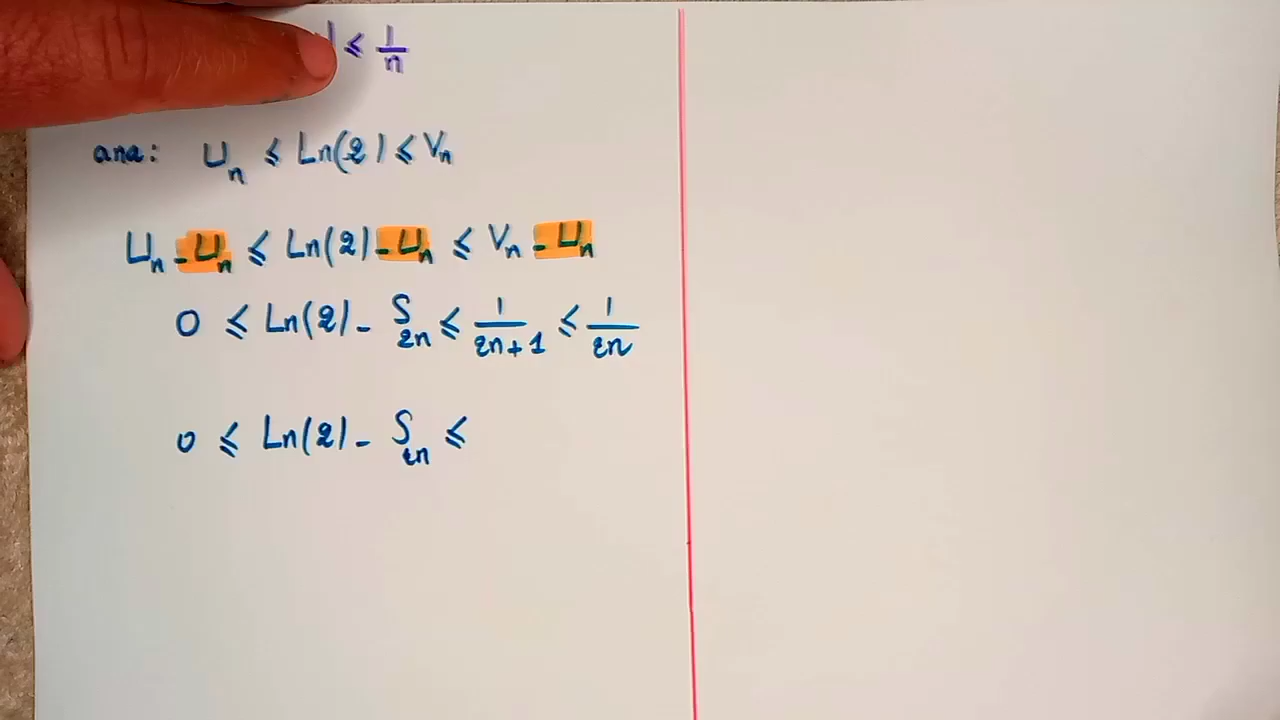 ≤ 1/n
ana: Un ≤ Ln(2) ≤ Vn
Un - Un ≤ Ln(2) - Un ≤ Vn - Un
0 ≤ Ln(2) - S2n ≤ 1/2n+1 ≤ 1/2n
0 ≤ Ln(2) - S2n ≤